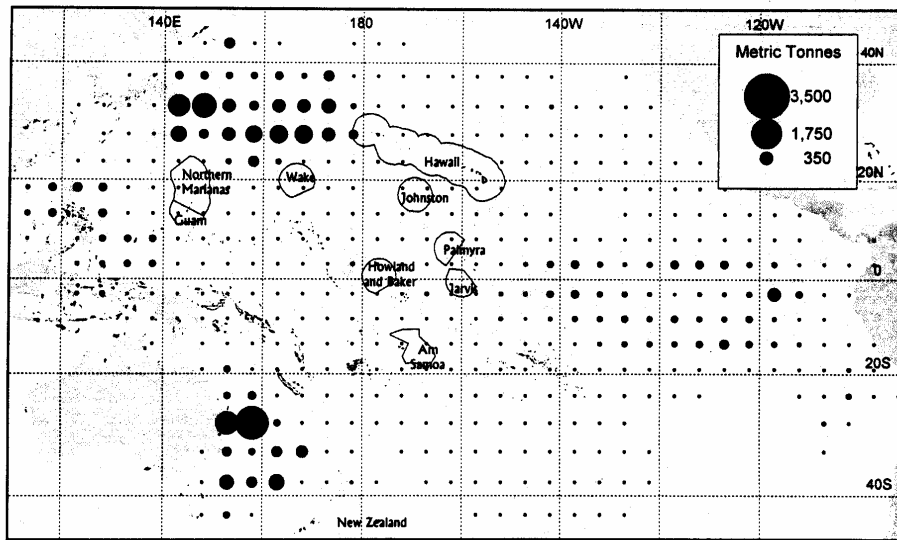 140E 180 140W 120W
Metric Tonnes
3,500
1,750
350
40N
Northern
Marianas
Guam
Wake
Hawaii
Johnston
20N
Palmyra
Howland
and Baker
Jarvis
0
Am
Samoa
20S
40S
New Zealand